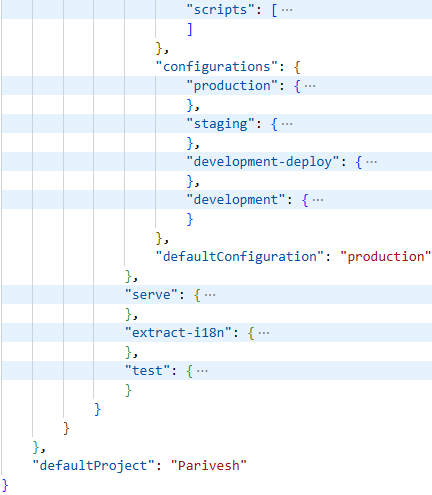 "scripts": [ ...
]
},
"configurations": {
"production": { ...
},
"staging": { ...
},
"development-deploy": { ...
},
"development": { ...
}
},
"defaultConfiguration": "production"
},
"serve": { ...
},
"extract-i18n": { ...
},
"test": { ...
}
}
}
},
"defaultProject": "Parivesh"
}